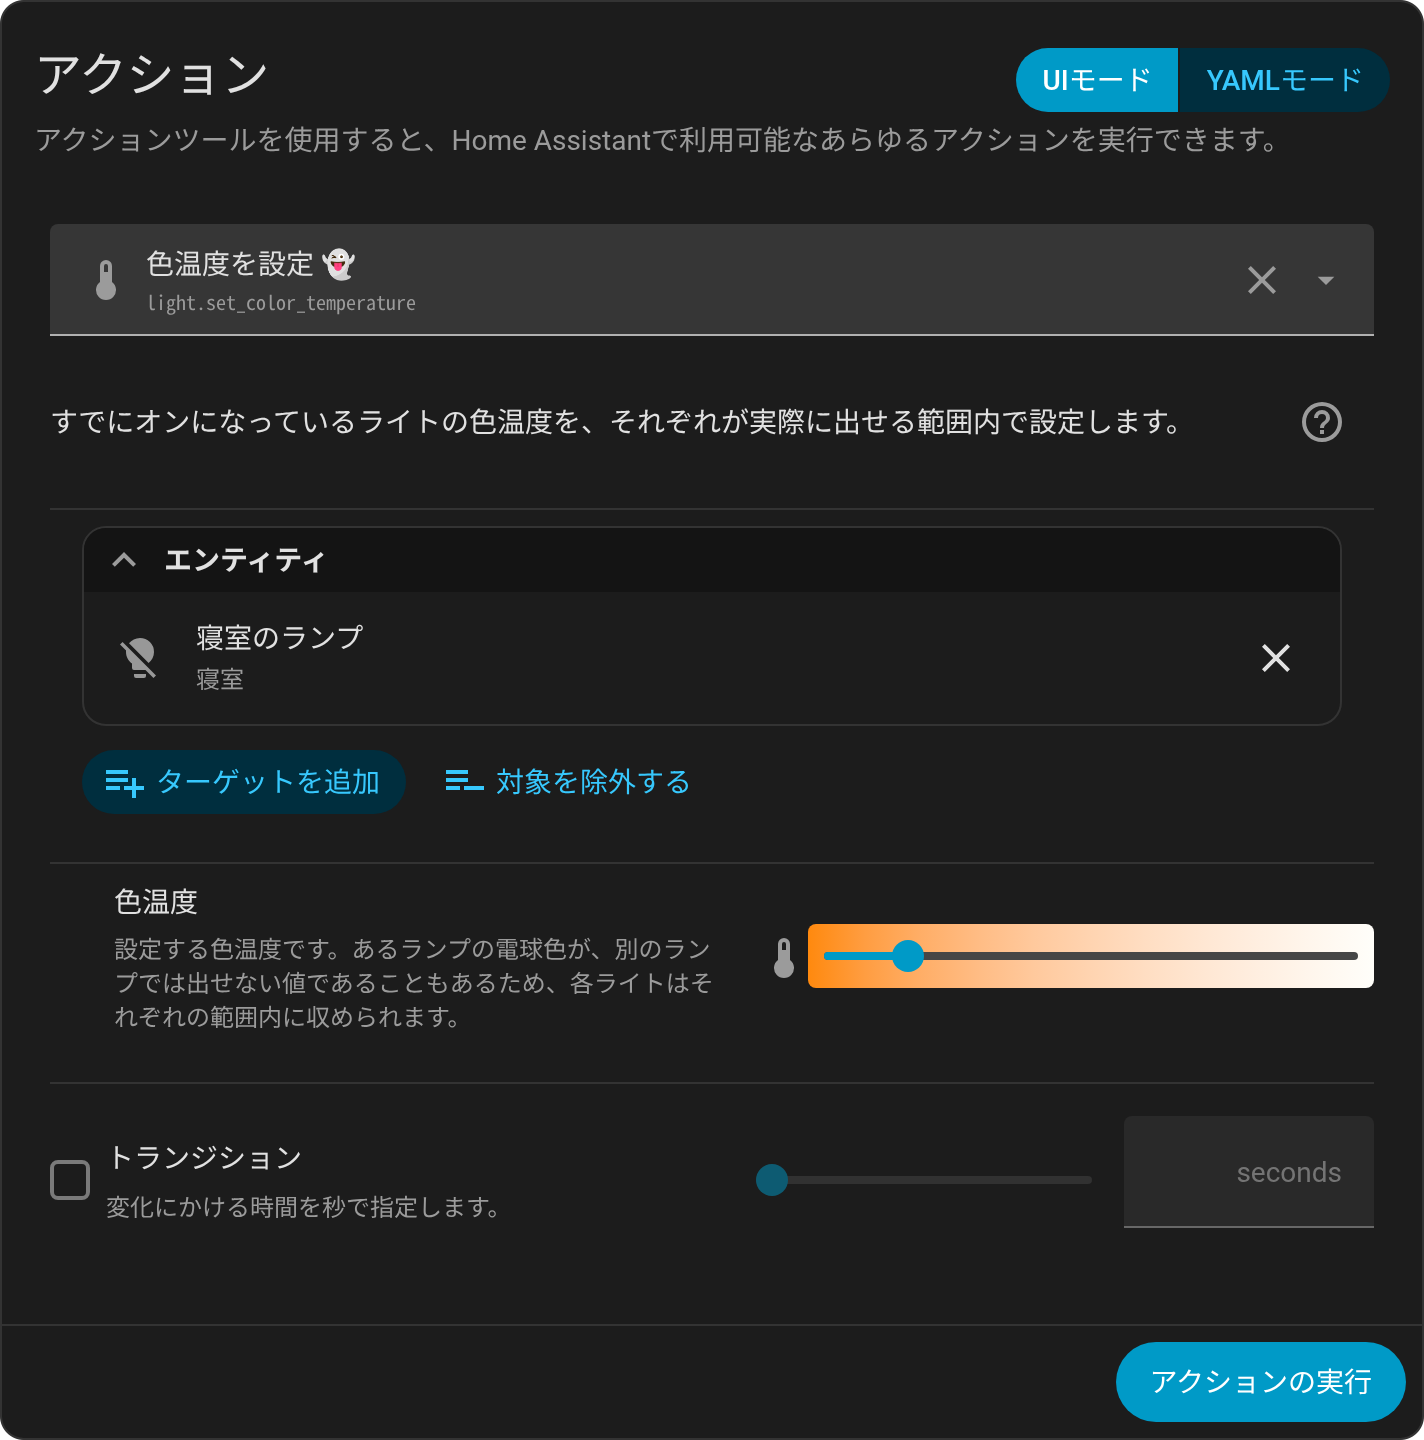 アクション
UIモード
YAMLモード
アクションツールを使用すると、Home Assistantで利用可能なあらゆるアクションを実行できます。
色温度を設定 👻
light.set_color_temperature
すでにオンになっているライトの色温度を、それぞれが実際に出せる範囲内で設定します。
エンティティ
寝室のランプ
寝室
ターゲットを追加
対象を除外する
色温度
設定する色温度です。あるランプの電球色が、別のラン
プでは出せない値であることもあるため、各ライトはそ
れぞれの範囲内に収められます。
トランジション
変化にかける時間を秒で指定します。
seconds
アクションの実行